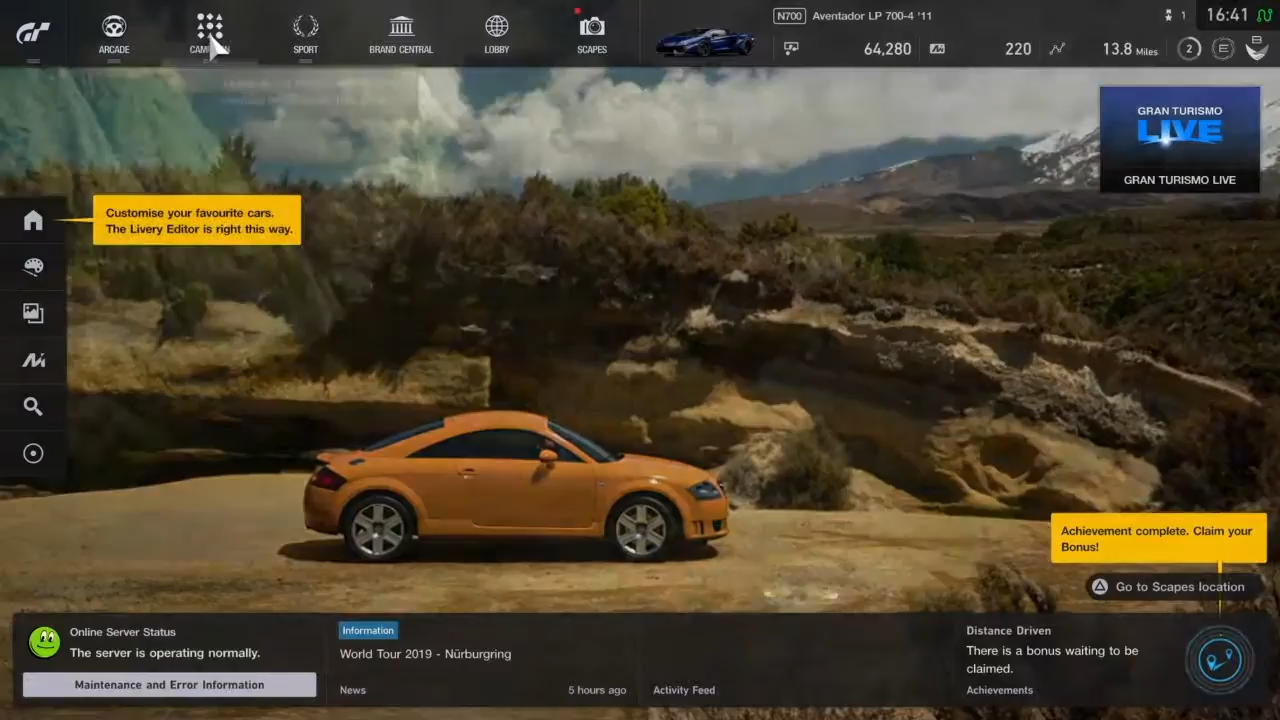 ARCADE
SPORT
BRAND CENTRAL
LOBBY
SCAPES
N700 Aventador LP 700-4 '11
64,280
220
13.8 Miles
2
E
B
1
16:41
GRAN TURISMO
LIVE
GRAN TURISMO LIVE
Customise your favourite cars.
The Livery Editor is right this way.
Achievement complete. Claim your
Bonus!
Go to Scapes location
Online Server Status
The server is operating normally.
Maintenance and Error Information
Information
World Tour 2019 - Nürburgring
News
5 hours ago
Activity Feed
Distance Driven
There is a bonus waiting to be
claimed.
Achievements